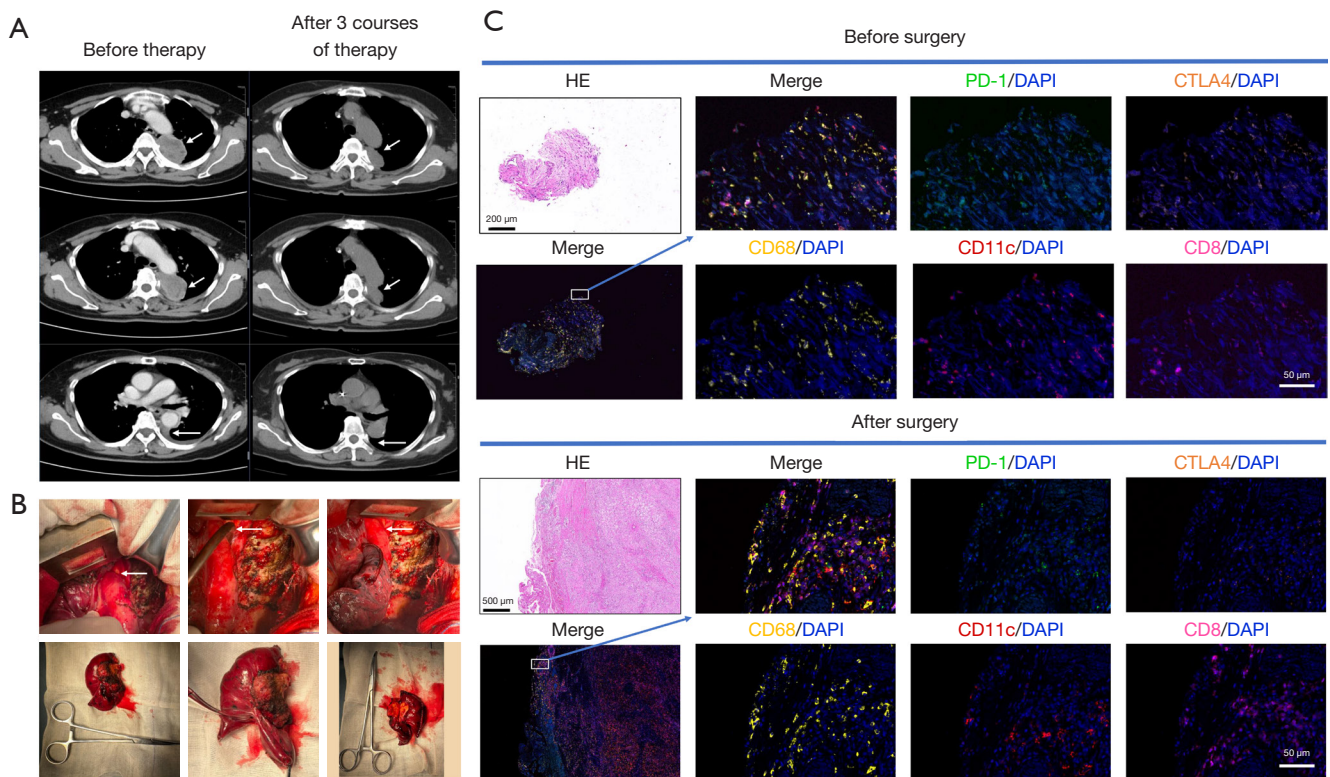 A
Before therapy
After 3 courses
of therapy
B
C
Before surgery
HE
Merge
PD-1/DAPI
CTLA4/DAPI
200 µm
Merge
CD68/DAPI
CD11c/DAPI
CD8/DAPI
50 µm
After surgery
HE
Merge
PD-1/DAPI
CTLA4/DAPI
500 µm
Merge
CD68/DAPI
CD11c/DAPI
CD8/DAPI
50 µm